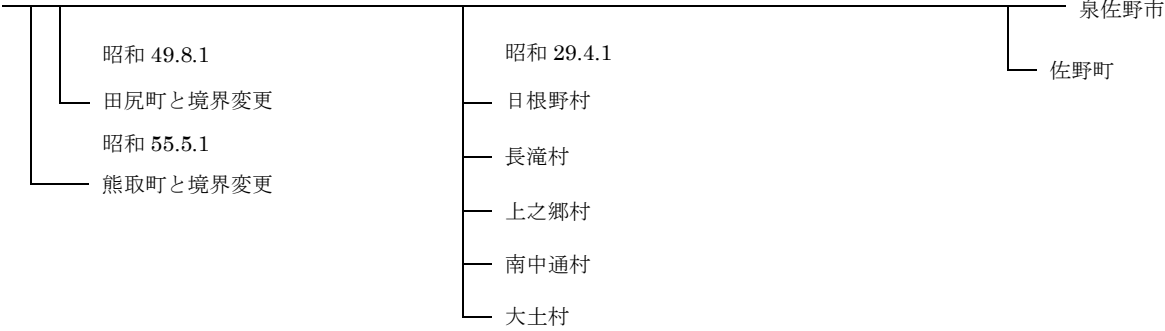 泉佐野市
佐野町
昭和 29.4.1
日根野村
長滝村
上之郷村
南中通村
大土村
昭和 49.8.1
田尻町と境界変更
昭和 55.5.1
熊取町と境界変更